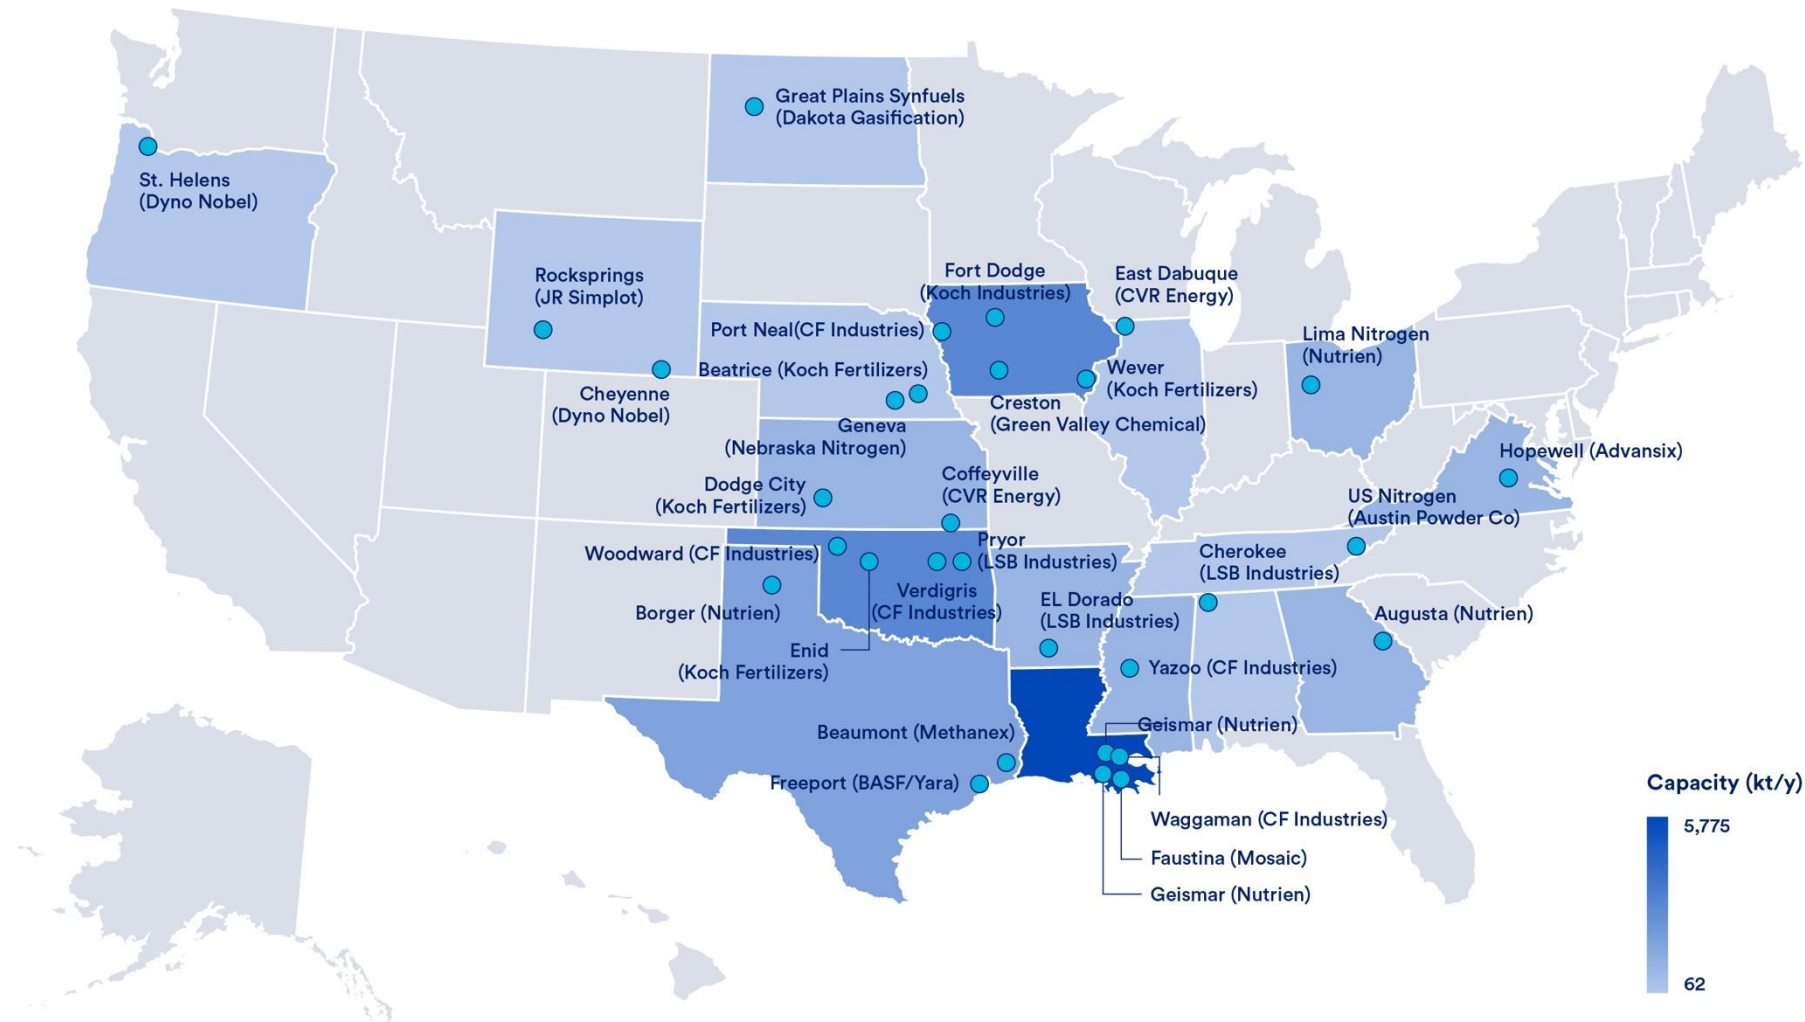 Great Plains Synfuels
(Dakota Gasification)
St. Helens
(Dyno Nobel)
Rocksprings
(JR Simplot)
Fort Dodge
(Koch Industries)
East Dabuque
(CVR Energy)
Port Neal(CF Industries)
Lima Nitrogen
(Nutrien)
Beatrice (Koch Fertilizers)
Wever
(Koch Fertilizers)
Cheyenne
(Dyno Nobel)
Creston
(Green Valley Chemical)
Geneva
(Nebraska Nitrogen)
Hopewell (Advansix)
Dodge City
(Koch Fertilizers)
Coffeyville
(CVR Energy)
US Nitrogen
(Austin Powder Co)
Woodward (CF Industries)
Pryor
(LSB Industries)
Cherokee
(LSB Industries)
Verdigris
(CF Industries)
Borger (Nutrien)
EL Dorado
(LSB Industries)
Augusta (Nutrien)
Enid
(Koch Fertilizers)
Yazoo (CF Industries)
Geismar (Nutrien)
Beaumont (Methanex)
Freeport (BASF/Yara)
Waggaman (CF Industries)
Faustina (Mosaic)
Geismar (Nutrien)
Capacity (kt/y)
5,775
62